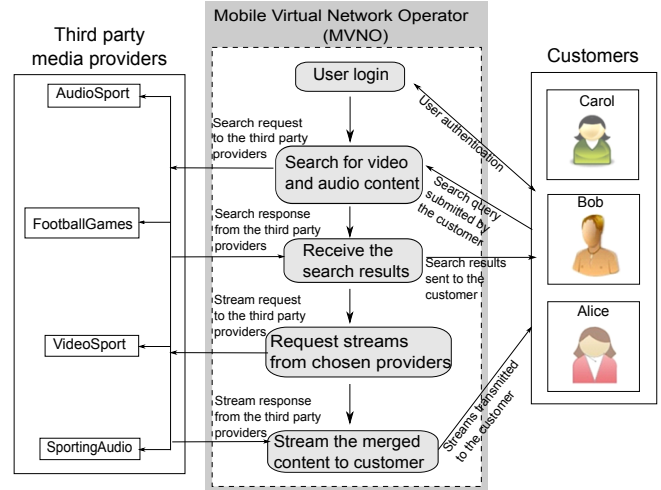 Mobile Virtual Network Operator
(MVNO)
Third party
media providers
AudioSport
FootballGames
VideoSport
SportingAudio
User login
Search request
to the third party
providers
Search for video
and audio content
Search response
from the third party
providers
Receive the
search results
Stream request
to the third party
providers
Request streams
from chosen providers
Stream response
from the third party
providers
Stream the merged
content to customer
User authentication
Search query
submitted by
the customer
Search results
sent to the
customer
Streams transmitted
to the customer
Customers
Carol
Bob
Alice